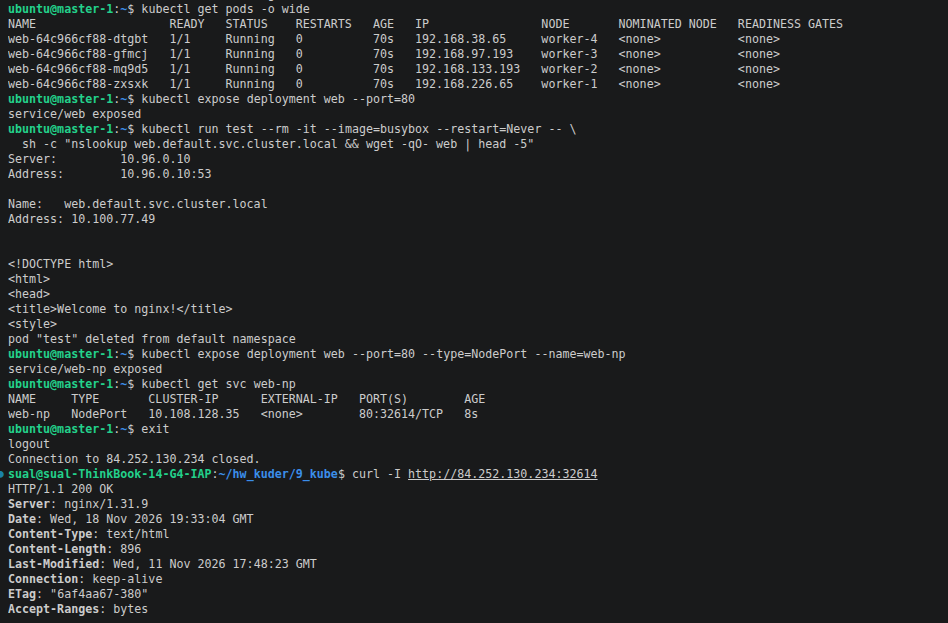 ubuntu@master-1:~$ kubectl get pods -o wide
NAME                   READY   STATUS    RESTARTS   AGE   IP                NODE       NOMINATED NODE   READINESS GATES
web-64c966cf88-dtgbt   1/1     Running   0          70s   192.168.38.65     worker-4   <none>           <none>
web-64c966cf88-gfmcj   1/1     Running   0          70s   192.168.97.193    worker-3   <none>           <none>
web-64c966cf88-mq9d5   1/1     Running   0          70s   192.168.133.193   worker-2   <none>           <none>
web-64c966cf88-zxsxk   1/1     Running   0          70s   192.168.226.65    worker-1   <none>           <none>
ubuntu@master-1:~$ kubectl expose deployment web --port=80
service/web exposed
ubuntu@master-1:~$ kubectl run test --rm -it --image=busybox --restart=Never -- \
  sh -c "nslookup web.default.svc.cluster.local && wget -qO- web | head -5"
Server:         10.96.0.10
Address:        10.96.0.10:53

Name:   web.default.svc.cluster.local
Address: 10.100.77.49


<!DOCTYPE html>
<html>
<head>
<title>Welcome to nginx!</title>
<style>
pod "test" deleted from default namespace
ubuntu@master-1:~$ kubectl expose deployment web --port=80 --type=NodePort --name=web-np
service/web-np exposed
ubuntu@master-1:~$ kubectl get svc web-np
NAME     TYPE       CLUSTER-IP      EXTERNAL-IP   PORT(S)        AGE
web-np   NodePort   10.108.128.35   <none>        80:32614/TCP   8s
ubuntu@master-1:~$ exit
logout
Connection to 84.252.130.234 closed.
sual@sual-ThinkBook-14-G4-IAP:~/hw_kuder/9_kube$ curl -I http://84.252.130.234:32614
HTTP/1.1 200 OK
Server: nginx/1.31.9
Date: Wed, 18 Nov 2026 19:33:04 GMT
Content-Type: text/html
Content-Length: 896
Last-Modified: Wed, 11 Nov 2026 17:48:23 GMT
Connection: keep-alive
ETag: "6af4aa67-380"
Accept-Ranges: bytes